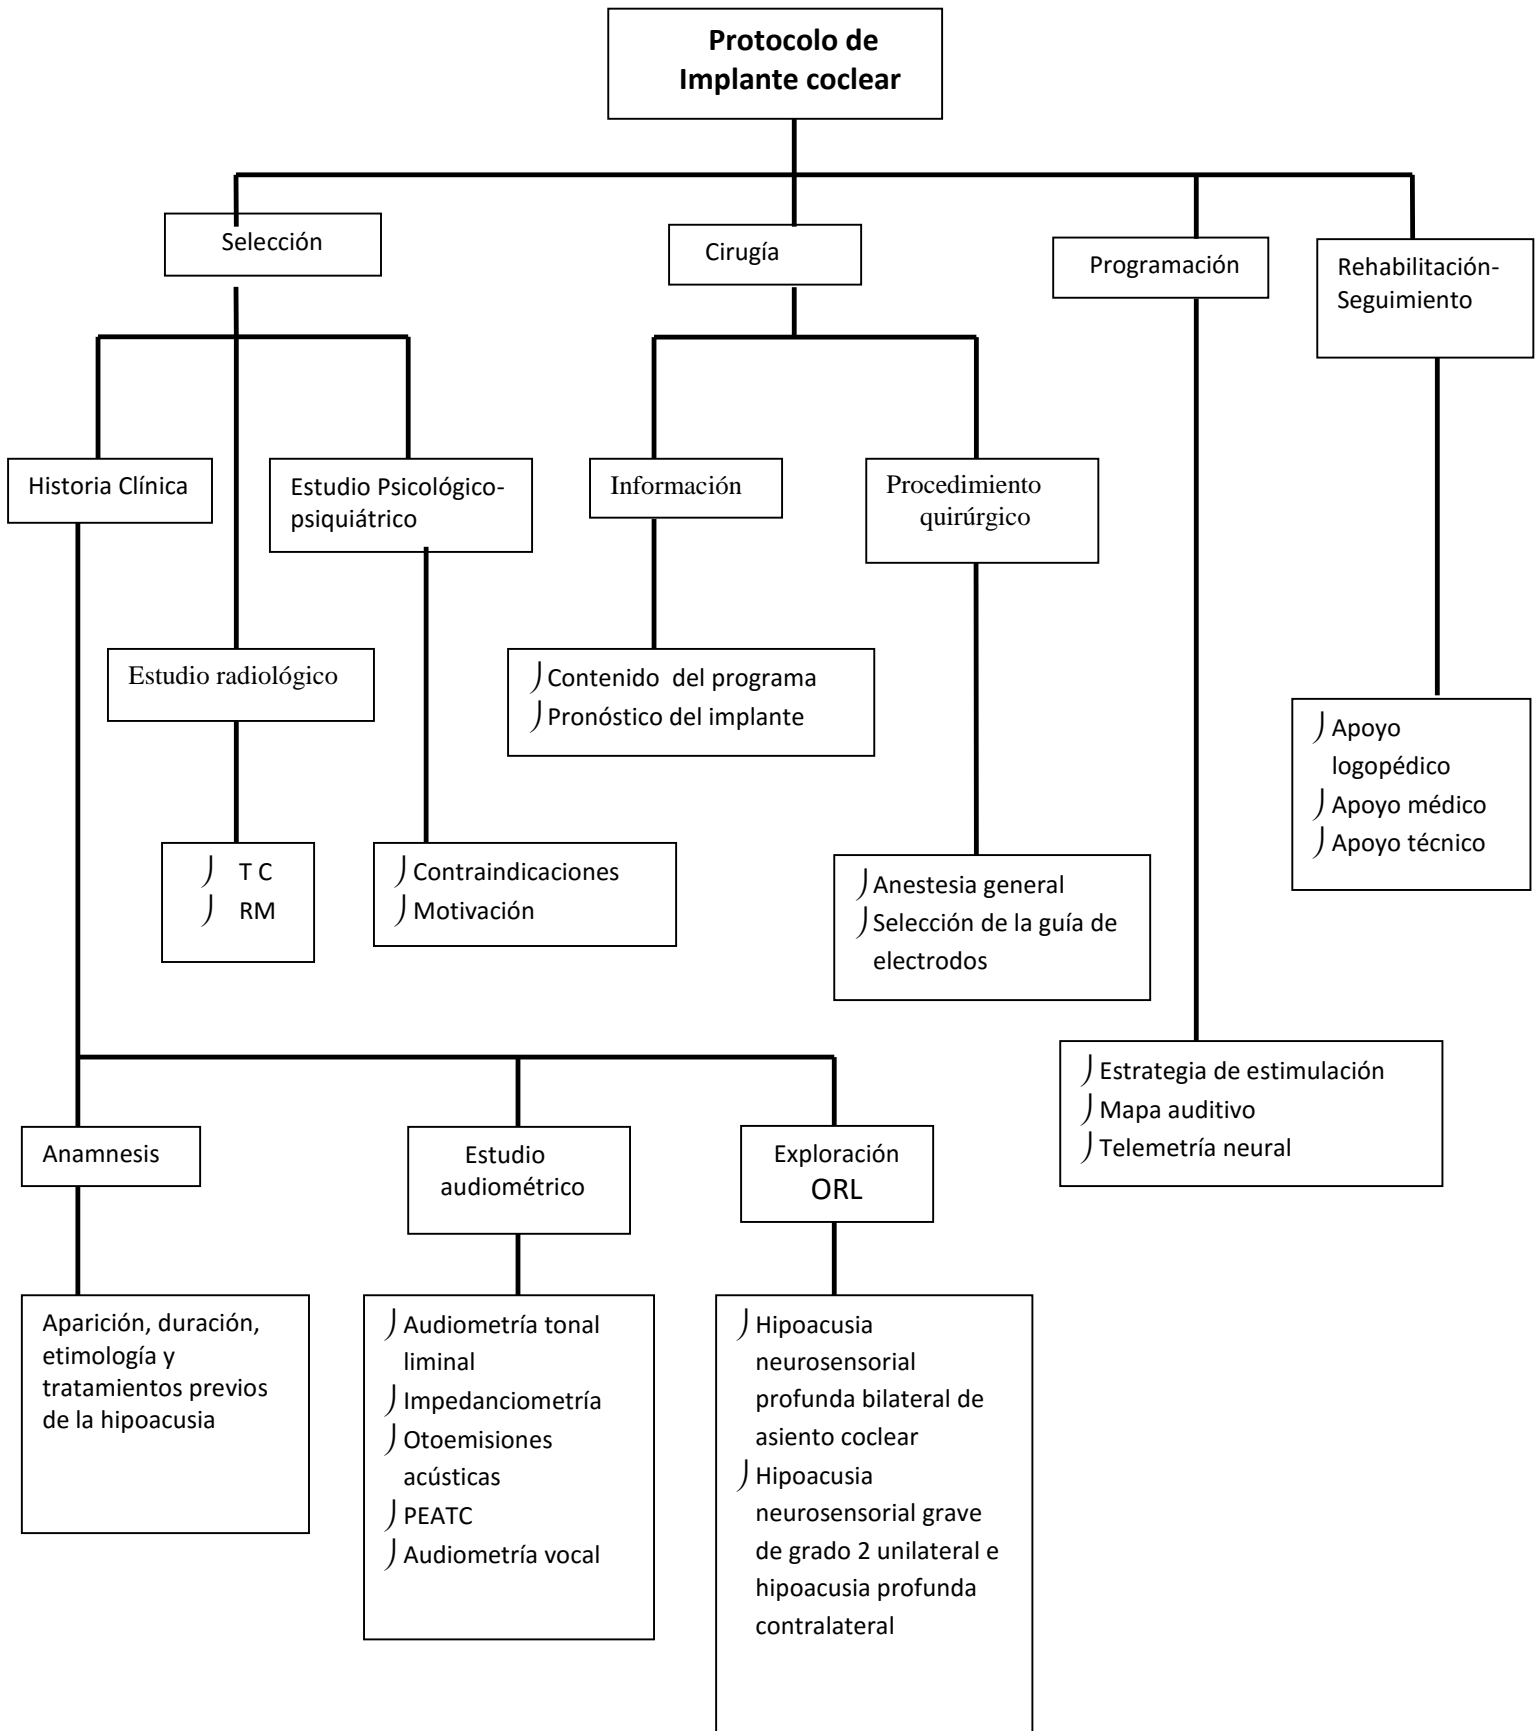 Protocolo de
Implante coclear
Selección
Cirugía
Programación
Rehabilitación-
Seguimiento
Historia Clínica
Estudio Psicológico-
psiquiátrico
Información
Procedimiento
quirúrgico
Estudio radiológico
Contenido del programa
Pronóstico del implante
Apoyo
logopédico
Apoyo médico
Apoyo técnico
T C
RM
Contraindicaciones
Motivación
Anestesia general
Selección de la guía de
electrodos
Estrategia de estimulación
Mapa auditivo
Telemetría neural
Anamnesis
Estudio
audiométrico
Exploración
ORL
Aparición, duración,
etimología y
tratamientos previos
de la hipoacusia
Audiometría tonal
liminal
Impedanciometría
Otoemisiones
acústicas
PEATC
Audiometría vocal
Hipoacusia
neurosensorial
profunda bilateral de
asiento coclear
Hipoacusia
neurosensorial grave
de grado 2 unilateral e
hipoacusia profunda
contralateral